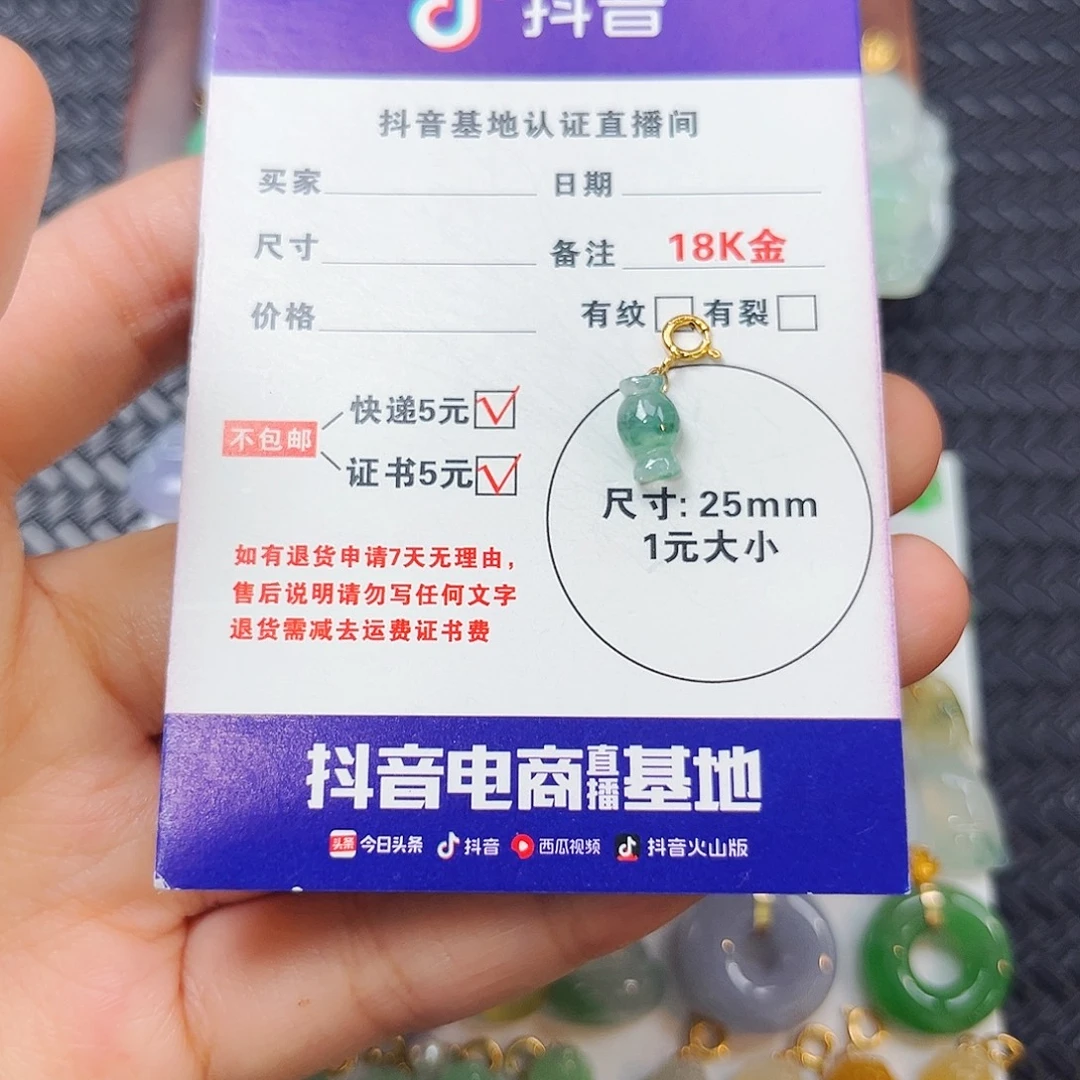 抖音
抖音基地认证直播间
买家 日期
尺寸 备注 18K金
价格 有纹 有裂
快递5元
不包邮
证书5元
尺寸: 25mm
1元大小
如有退货申请7天无理由,
售后说明请勿写任何文字
退货需减去运费证书费
抖音电商直播基地
头条 今日头条 抖音 西瓜视频 抖音火山版